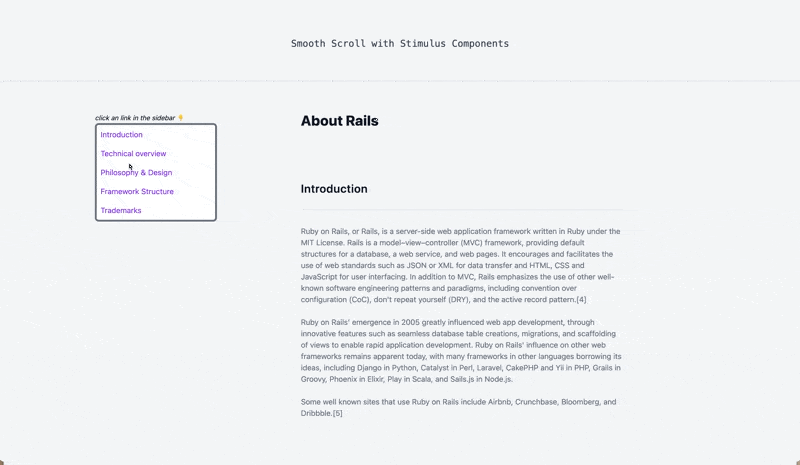 Smooth Scroll with Stimulus Components
click an link in the sidebar 👇
Introduction
Technical overview
Philosophy & Design
Framework Structure
Trademarks
About Rails
Introduction
Ruby on Rails, or Rails, is a server-side web application framework written in Ruby under the
MIT License. Rails is a model–view–controller (MVC) framework, providing default
structures for a database, a web service, and web pages. It encourages and facilitates the
use of web standards such as JSON or XML for data transfer and HTML, CSS and
JavaScript for user interfacing. In addition to MVC, Rails emphasizes the use of other well-
known software engineering patterns and paradigms, including convention over
configuration (CoC), don't repeat yourself (DRY), and the active record pattern.[4]
Ruby on Rails' emergence in 2005 greatly influenced web app development, through
innovative features such as seamless database table creations, migrations, and scaffolding
of views to enable rapid application development. Ruby on Rails' influence on other web
frameworks remains apparent today, with many frameworks in other languages borrowing its
ideas, including Django in Python, Catalyst in Perl, Laravel, CakePHP and Yii in PHP, Grails in
Groovy, Phoenix in Elixir, Play in Scala, and Sails.js in Node.js.
Some well known sites that use Ruby on Rails include Airbnb, Crunchbase, Bloomberg, and
Dribbble.[5]